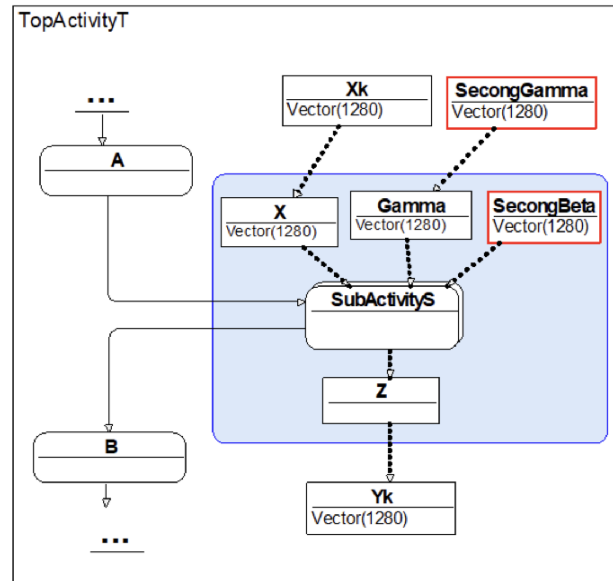 TopActivityT
...
A
Xk
Vector(1280)
SecongGamma
Vector(1280)
X
Vector(1280)
Gamma
Vector(1280)
SecongBeta
Vector(1280)
SubActivityS
Z
B
Yk
Vector(1280)
...